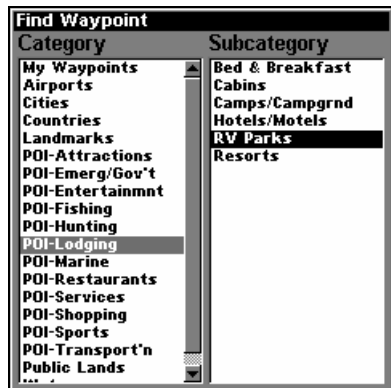 Find Waypoint
Category
Subcategory
My Waypoints
Airports
Cities
Countries
Landmarks
POI-Attractions
POI-Emerg/Gov't
POI-Entertainmnt
POI-Fishing
POI-Hunting
POI-Lodging
POI-Marine
POI-Restaurants
POI-Services
POI-Shopping
POI-Sports
POI-Transport'n
Public Lands
Bed & Breakfast
Cabins
Camps/Campgrnd
Hotels/Motels
RV Parks
Resorts